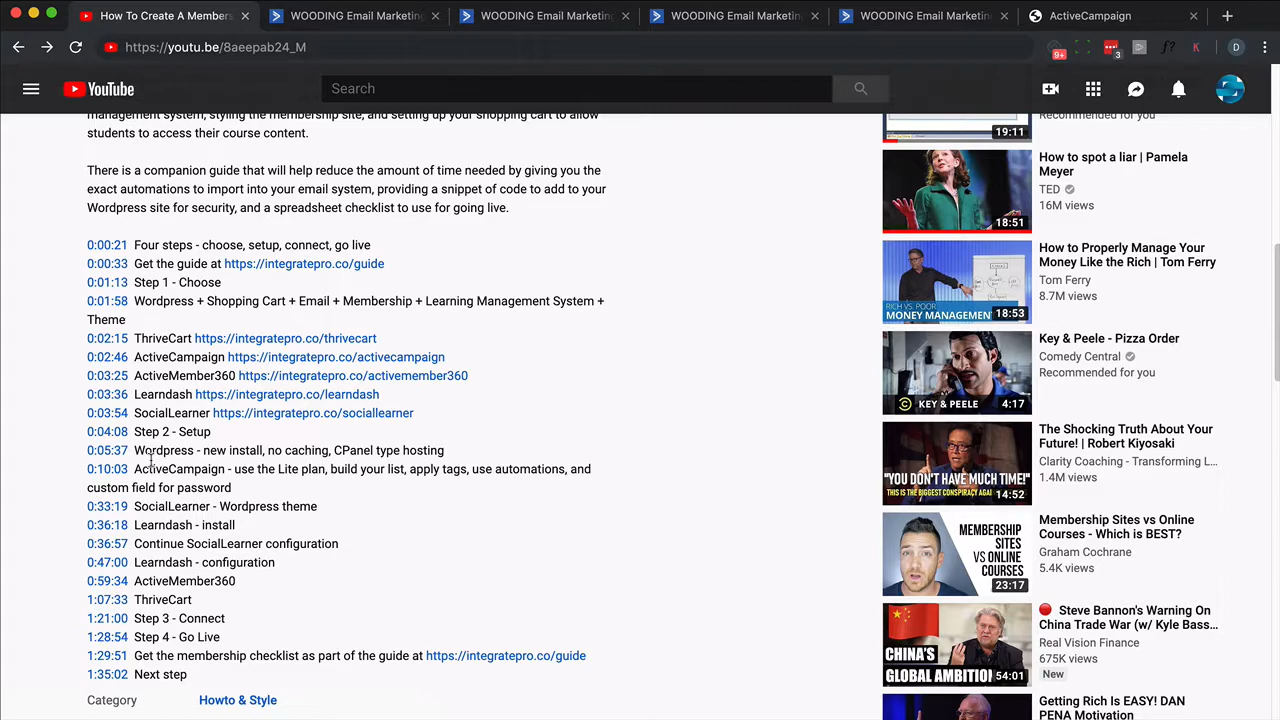 How To Create A Members
WOODING Email Marketing
WOODING Email Marketing
WOODING Email Marketing
WOODING Email Marketing
ActiveCampaign
https://youtu.be/8aeepab24_M
9+
3
f?
K
D
YouTube
Search
management system, styling the membership site, and setting up your shopping cart to allow
students to access their course content.
There is a companion guide that will help reduce the amount of time needed by giving you the
exact automations to import into your email system, providing a snippet of code to add to your
Wordpress site for security, and a spreadsheet checklist to use for going live.
0:00:21 Four steps - choose, setup, connect, go live
0:00:33 Get the guide at https://integratepro.co/guide
0:01:13 Step 1 - Choose
0:01:58 Wordpress + Shopping Cart + Email + Membership + Learning Management System +
Theme
0:02:15 ThriveCart https://integratepro.co/thrivecart
0:02:46 ActiveCampaign https://integratepro.co/activecampaign
0:03:25 ActiveMember360 https://integratepro.co/activemember360
0:03:36 Learndash https://integratepro.co/learndash
0:03:54 SocialLearner https://integratepro.co/sociallearner
0:04:08 Step 2 - Setup
0:05:37 Wordpress - new install, no caching, CPanel type hosting
0:10:03 ActiveCampaign - use the Lite plan, build your list, apply tags, use automations, and
custom field for password
0:33:19 SocialLearner - Wordpress theme
0:36:18 Learndash - install
0:36:57 Continue SocialLearner configuration
0:47:00 Learndash - configuration
0:59:34 ActiveMember360
1:07:33 ThriveCart
1:21:00 Step 3 - Connect
1:28:54 Step 4 - Go Live
1:29:51 Get the membership checklist as part of the guide at https://integratepro.co/guide
1:35:02 Next step
Category
Howto & Style
Recommended for you
19:11
How to spot a liar | Pamela
Meyer
TED
16M views
18:51
How to Properly Manage Your
Money Like the Rich | Tom Ferry
Tom Ferry
8.7M views
RICH VS. POOR
MONEY MANAGEMENT
18:53
Key & Peele - Pizza Order
Comedy Central
Recommended for you
KEY & PEELE
4:17
The Shocking Truth About Your
Future! | Robert Kiyosaki
Clarity Coaching - Transforming L...
1.4M views
"YOU DON'T HAVE MUCH TIME!"
THIS IS THE BIGGEST CONSPIRACY AGAI
14:52
Membership Sites vs Online
Courses - Which is BEST?
Graham Cochrane
5.4K views
MEMBERSHIP
SITES
VS ONLINE
COURSES
23:17
Steve Bannon's Warning On
China Trade War (w/ Kyle Bass...
Real Vision Finance
675K views
New
CHINA'S
GLOBAL AMBITION
54:01
Getting Rich Is EASY! DAN
PENA Motivation